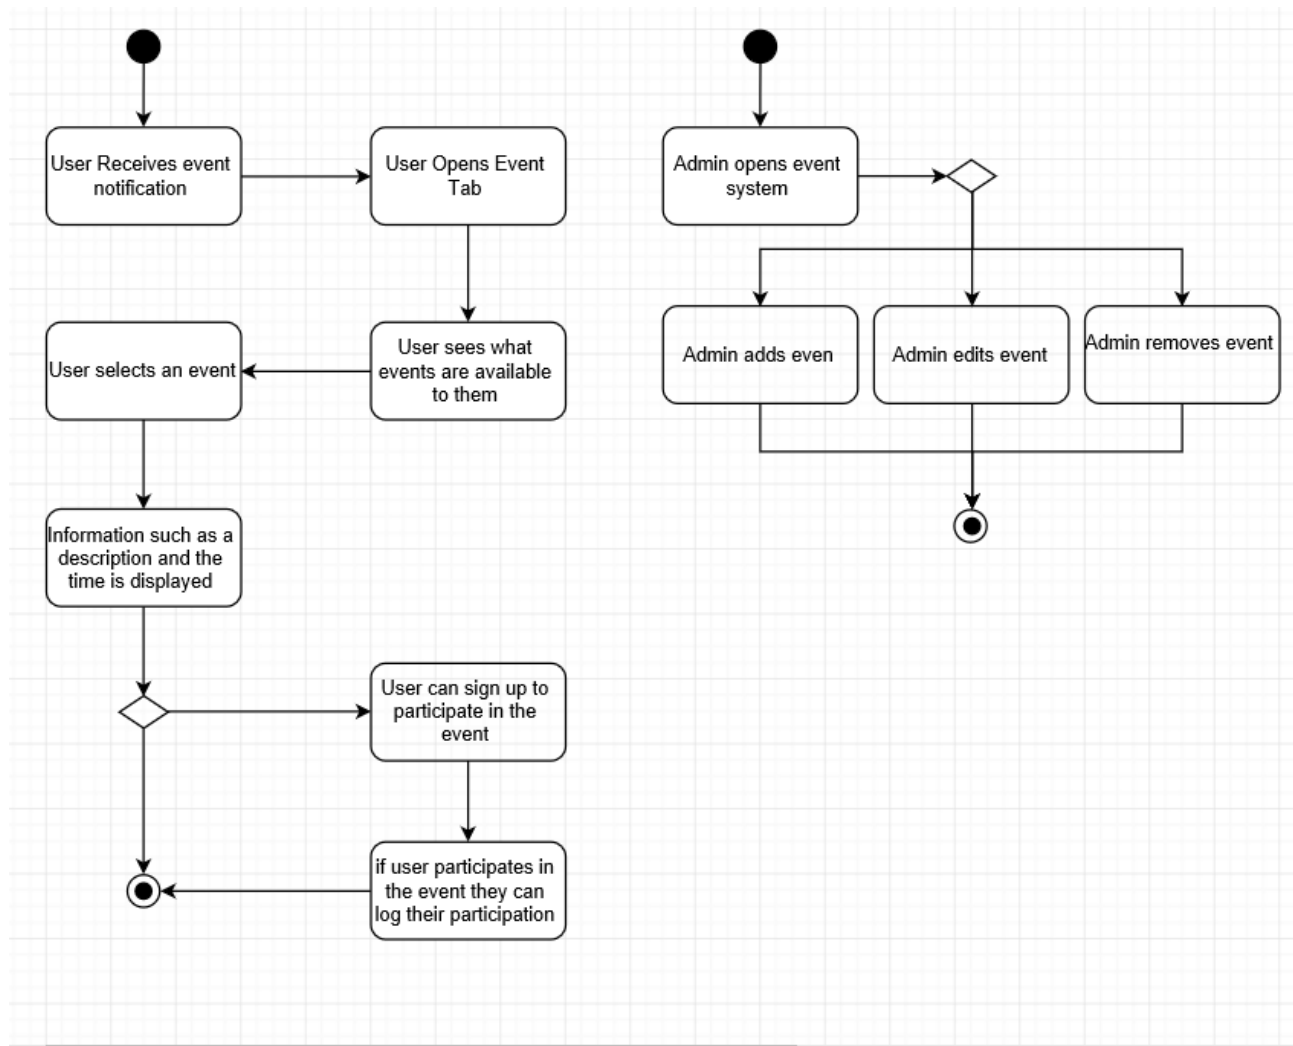 User Receives event
notification
User Opens Event
Tab
User sees what
events are available
to them
User selects an event
Information such as a
description and the
time is displayed
User can sign up to
participate in the
event
if user participates in
the event they can
log their participation
Admin opens event
system
Admin adds even
Admin edits event
Admin removes event